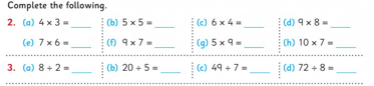 Complete the following.
2. (a) 4 × 3 = ____ (b) 5 × 5 = ____ (c) 6 × 4 = ____ (d) 9 × 8 = ____
(e) 7 × 6 = ____ (f) 9 × 7 = ____ (g) 5 × 9 = ____ (h) 10 × 7 = ____
3. (a) 8 ÷ 2 = ____ (b) 20 ÷ 5 = ____ (c) 49 ÷ 7 = ____ (d) 72 ÷ 8 = ____